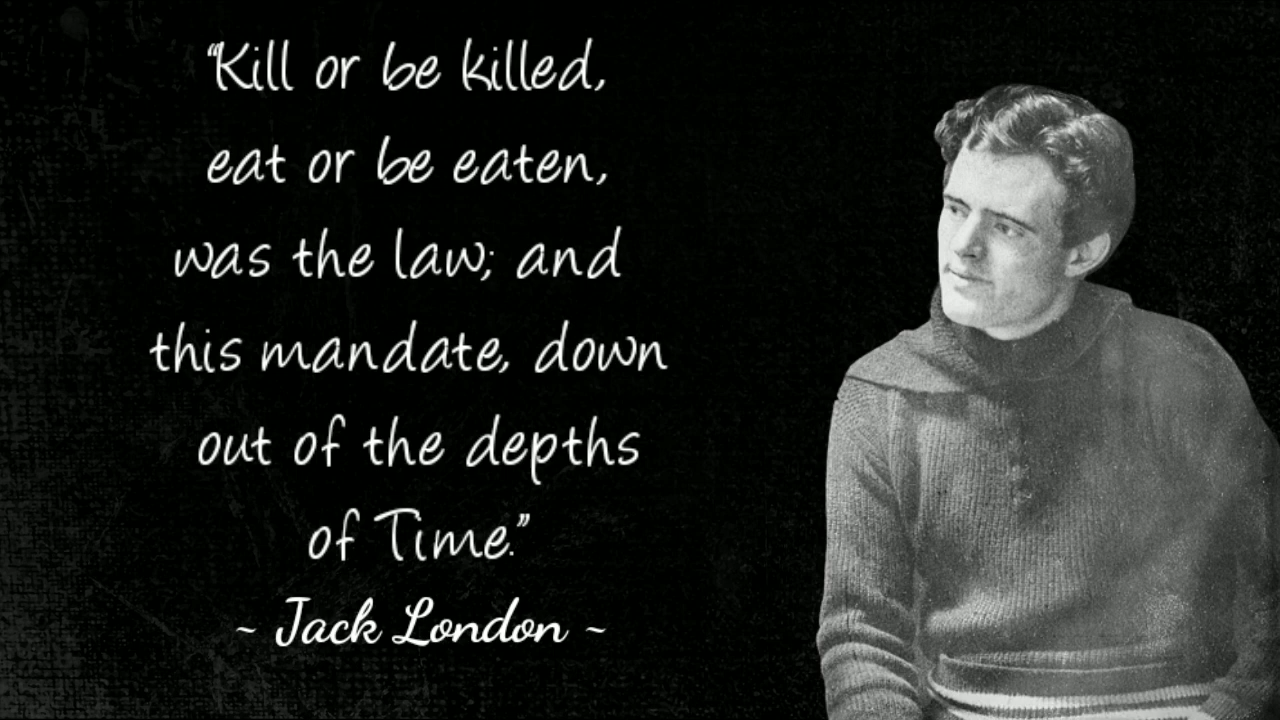 “Kill or be killed,
eat or be eaten,
was the law; and
this mandate, down
out of the depths
of Time.”
~ Jack London ~